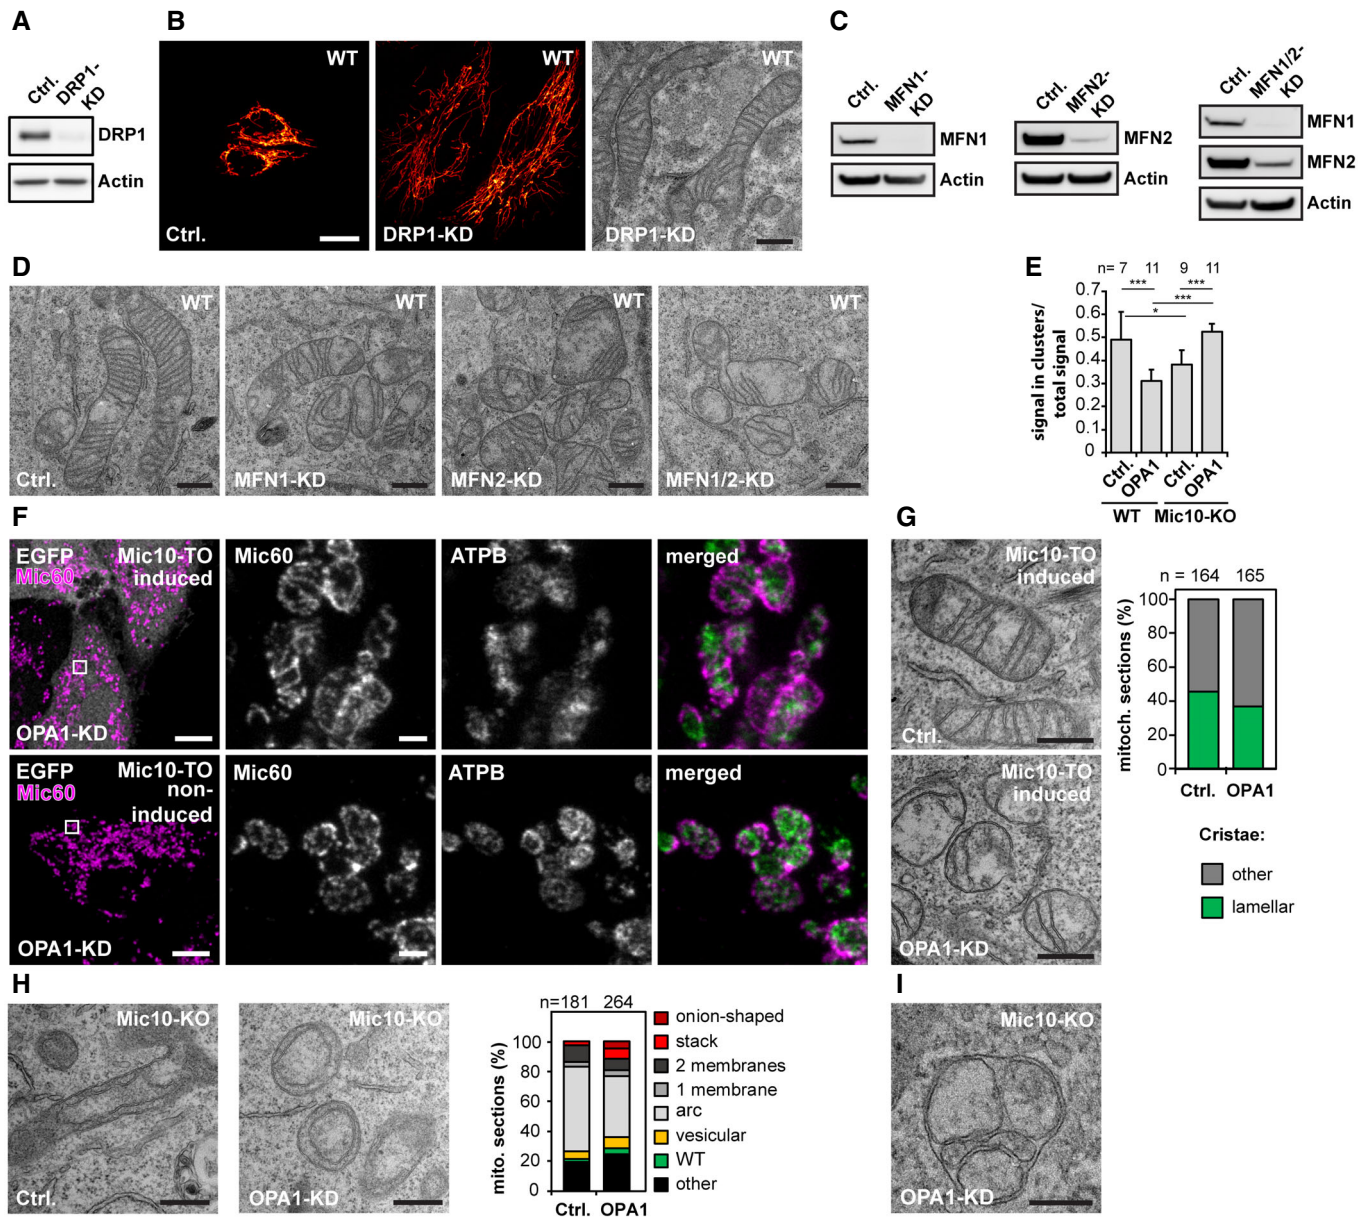 A
Ctrl.
DRP1-
KD
DRP1
Actin
B
WT
Ctrl.
WT
DRP1-KD
WT
DRP1-KD
C
Ctrl.
MFN1-
KD
MFN1
Actin
Ctrl.
MFN2-
KD
MFN2
Actin
Ctrl.
MFN1/2-
KD
MFN1
MFN2
Actin
D
WT
Ctrl.
WT
MFN1-KD
WT
MFN2-KD
WT
MFN1/2-KD
E
n= 7 11 9 11
*** ***
***
*
signal in clusters/
total signal
0.7
0.6
0.5
0.4
0.3
0.2
0.1
0
Ctrl. OPA1 Ctrl. OPA1
WT Mic10-KO
F
EGFP Mic10-TO
Mic60 induced
OPA1-KD
Mic60
ATPB
merged
EGFP Mic10-TO
Mic60 non-
induced
OPA1-KD
Mic60
ATPB
merged
G
Mic10-TO
induced
Ctrl.
Mic10-TO
induced
OPA1-KD
n = 164 165
mitoch. sections (%)
100
80
60
40
20
0
Ctrl. OPA1
Cristae:
other
lamellar
H
Mic10-KO
Ctrl.
Mic10-KO
OPA1-KD
n=181 264
mito. sections (%)
100
80
60
40
20
0
Ctrl. OPA1
onion-shaped
stack
2 membranes
1 membrane
arc
vesicular
WT
other
I
Mic10-KO
OPA1-KD